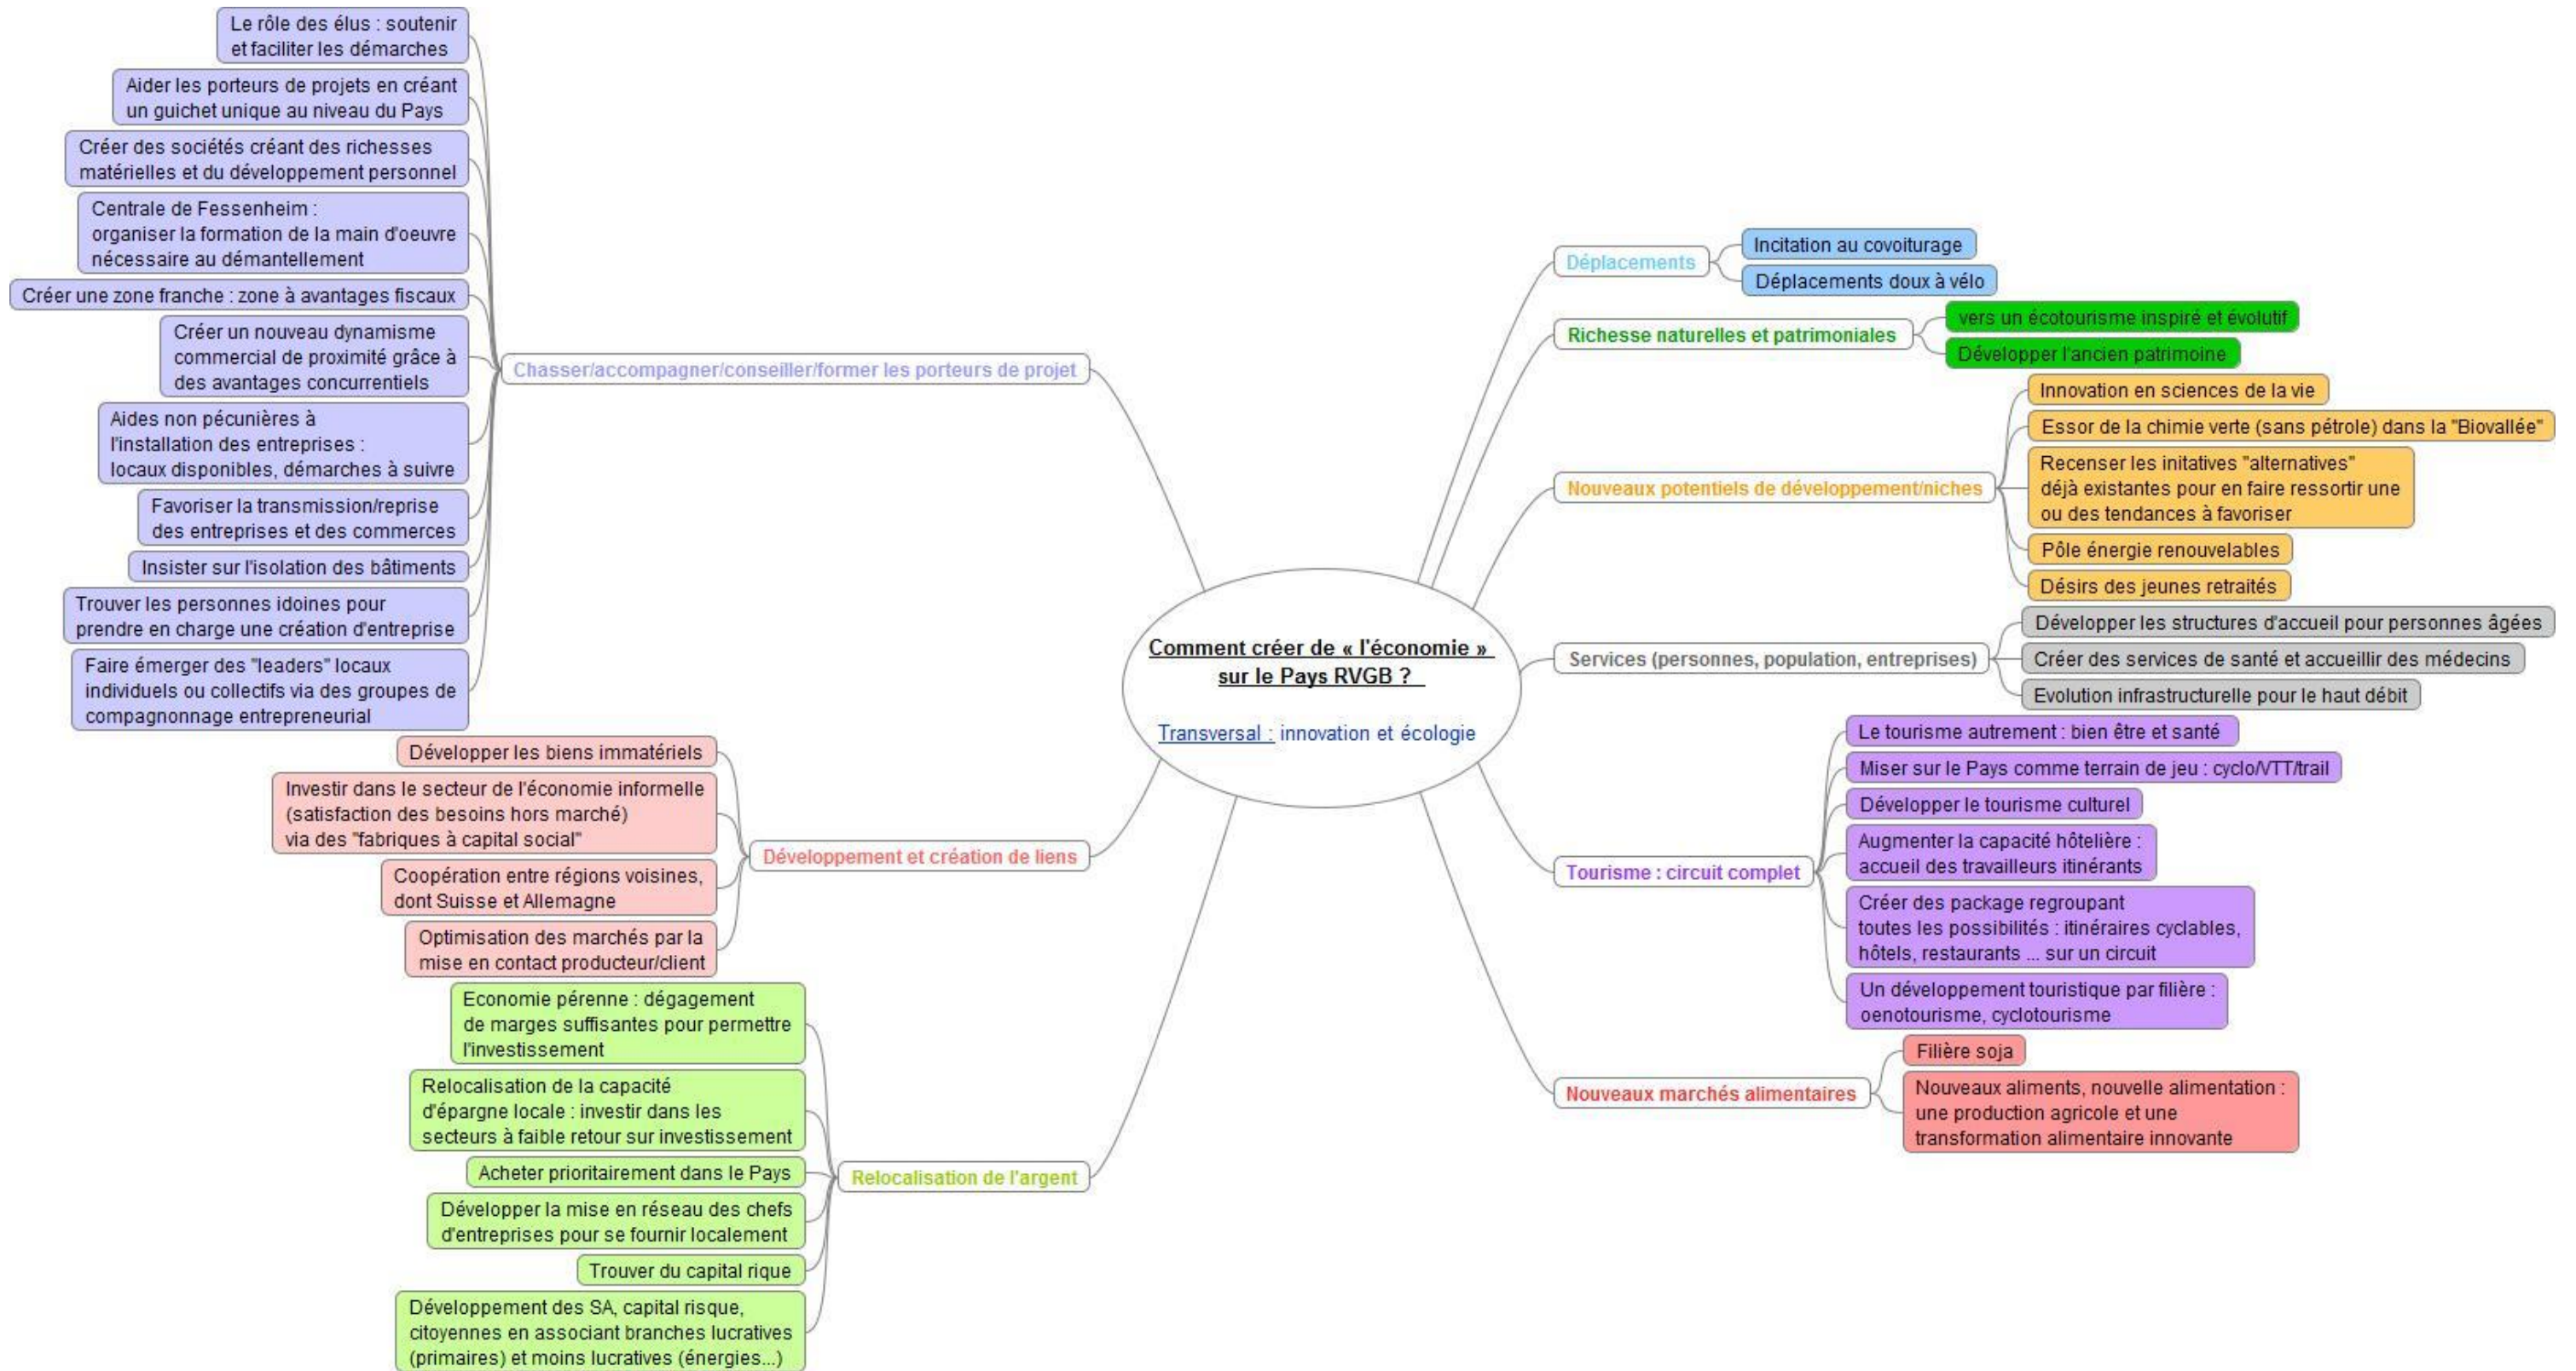 Comment créer de « l'économie »
sur le Pays RVGB ?
Transversal : innovation et écologie
Chasser/accompagner/conseiller/former les porteurs de projet
Le rôle des élus : soutenir
et faciliter les démarches
Aider les porteurs de projets en créant
un guichet unique au niveau du Pays
Créer des sociétés créant des richesses
matérielles et du développement personnel
Centrale de Fessenheim :
organiser la formation de la main d'oeuvre
nécessaire au démantellement
Créer une zone franche : zone à avantages fiscaux
Créer un nouveau dynamisme
commercial de proximité grâce à
des avantages concurrentiels
Aides non pécunières à
l'installation des entreprises :
locaux disponibles, démarches à suivre
Favoriser la transmission/reprise
des entreprises et des commerces
Insister sur l'isolation des bâtiments
Trouver les personnes idoines pour
prendre en charge une création d'entreprise
Faire émerger des "leaders" locaux
individuels ou collectifs via des groupes de
compagnonnage entrepreneurial
Développement et création de liens
Développer les biens immatériels
Investir dans le secteur de l'économie informelle
(satisfaction des besoins hors marché)
via des "fabriques à capital social"
Coopération entre régions voisines,
dont Suisse et Allemagne
Optimisation des marchés par la
mise en contact producteur/client
Relocalisation de l'argent
Economie pérenne : dégagement
de marges suffisantes pour permettre
l'investissement
Relocalisation de la capacité
d'épargne locale : investir dans les
secteurs à faible retour sur investissement
Acheter prioritairement dans le Pays
Développer la mise en réseau des chefs
d'entreprises pour se fournir localement
Trouver du capital rique
Développement des SA, capital risque,
citoyennes en associant branches lucratives
(primaires) et moins lucratives (énergies...)
Déplacements
Incitation au covoiturage
Déplacements doux à vélo
Richesse naturelles et patrimoniales
vers un écotourisme inspiré et évolutif
Développer l'ancien patrimoine
Nouveaux potentiels de développement/niches
Innovation en sciences de la vie
Essor de la chimie verte (sans pétrole) dans la "Biovallée"
Recenser les initatives "alternatives"
déjà existantes pour en faire ressortir une
ou des tendances à favoriser
Pôle énergie renouvelables
Désirs des jeunes retraités
Services (personnes, population, entreprises)
Développer les structures d'accueil pour personnes âgées
Créer des services de santé et accueillir des médecins
Evolution infrastructurelle pour le haut débit
Tourisme : circuit complet
Le tourisme autrement : bien être et santé
Miser sur le Pays comme terrain de jeu : cyclo/VTT/trail
Développer le tourisme culturel
Augmenter la capacité hôtelière :
accueil des travailleurs itinérants
Créer des package regroupant
toutes les possibilités : itinéraires cyclables,
hôtels, restaurants ... sur un circuit
Un développement touristique par filière :
oenotourisme, cyclotourisme
Nouveaux marchés alimentaires
Filière soja
Nouveaux aliments, nouvelle alimentation :
une production agricole et une
transformation alimentaire innovante